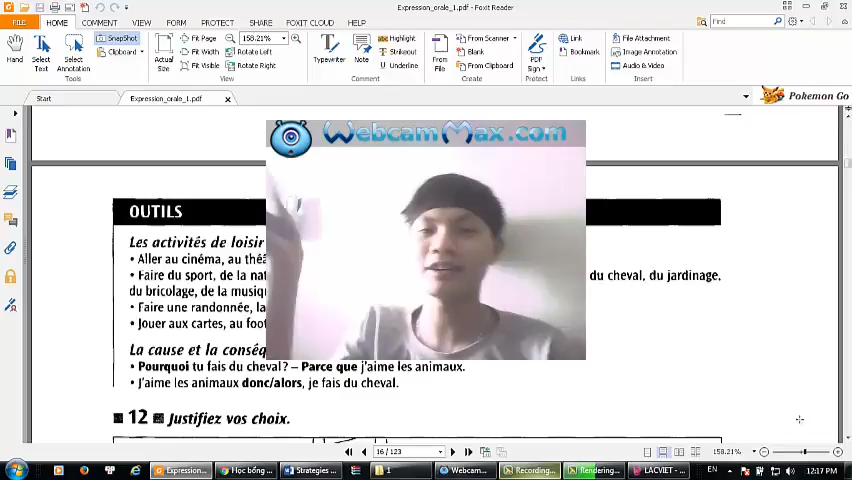 Expression_orale_1.pdf - Foxit Reader
FILE HOME COMMENT VIEW FORM PROTECT SHARE FOXIT CLOUD HELP
Find
Hand
Select Text
Select Annotation
SnapShot
Clipboard
Tools
Actual Size
Fit Page
Fit Width
Fit Visible
158.21%
Rotate Left
Rotate Right
View
Typewriter
Note
Highlight
Strikeout
Underline
Comment
From File
From Scanner
Blank
From Clipboard
Create
PDF Sign
Protect
Link
Bookmark
Links
File Attachment
Image Annotation
Audio & Video
Insert
Start Expression_orale_1.pdf
Pokemon Go
WebcamMax.com
OUTILS
Les activités de loisir
• Aller au cinéma, au théâ
• Faire du sport, de la nat du cheval, du jardinage,
du bricolage, de la musiqu
• Faire une randonnée, la
• Jouer aux cartes, au foot
La cause et la conséq
• Pourquoi tu fais du cheval ? – Parce que j'aime les animaux.
• J'aime les animaux donc/alors, je fais du cheval.
12 Justifiez vos choix.
16 / 123 158.21%
Expression... Học bổng ... Strategies ... 1 Webcam... Recording... Rendering... LACVIET -... EN 12:17 PM